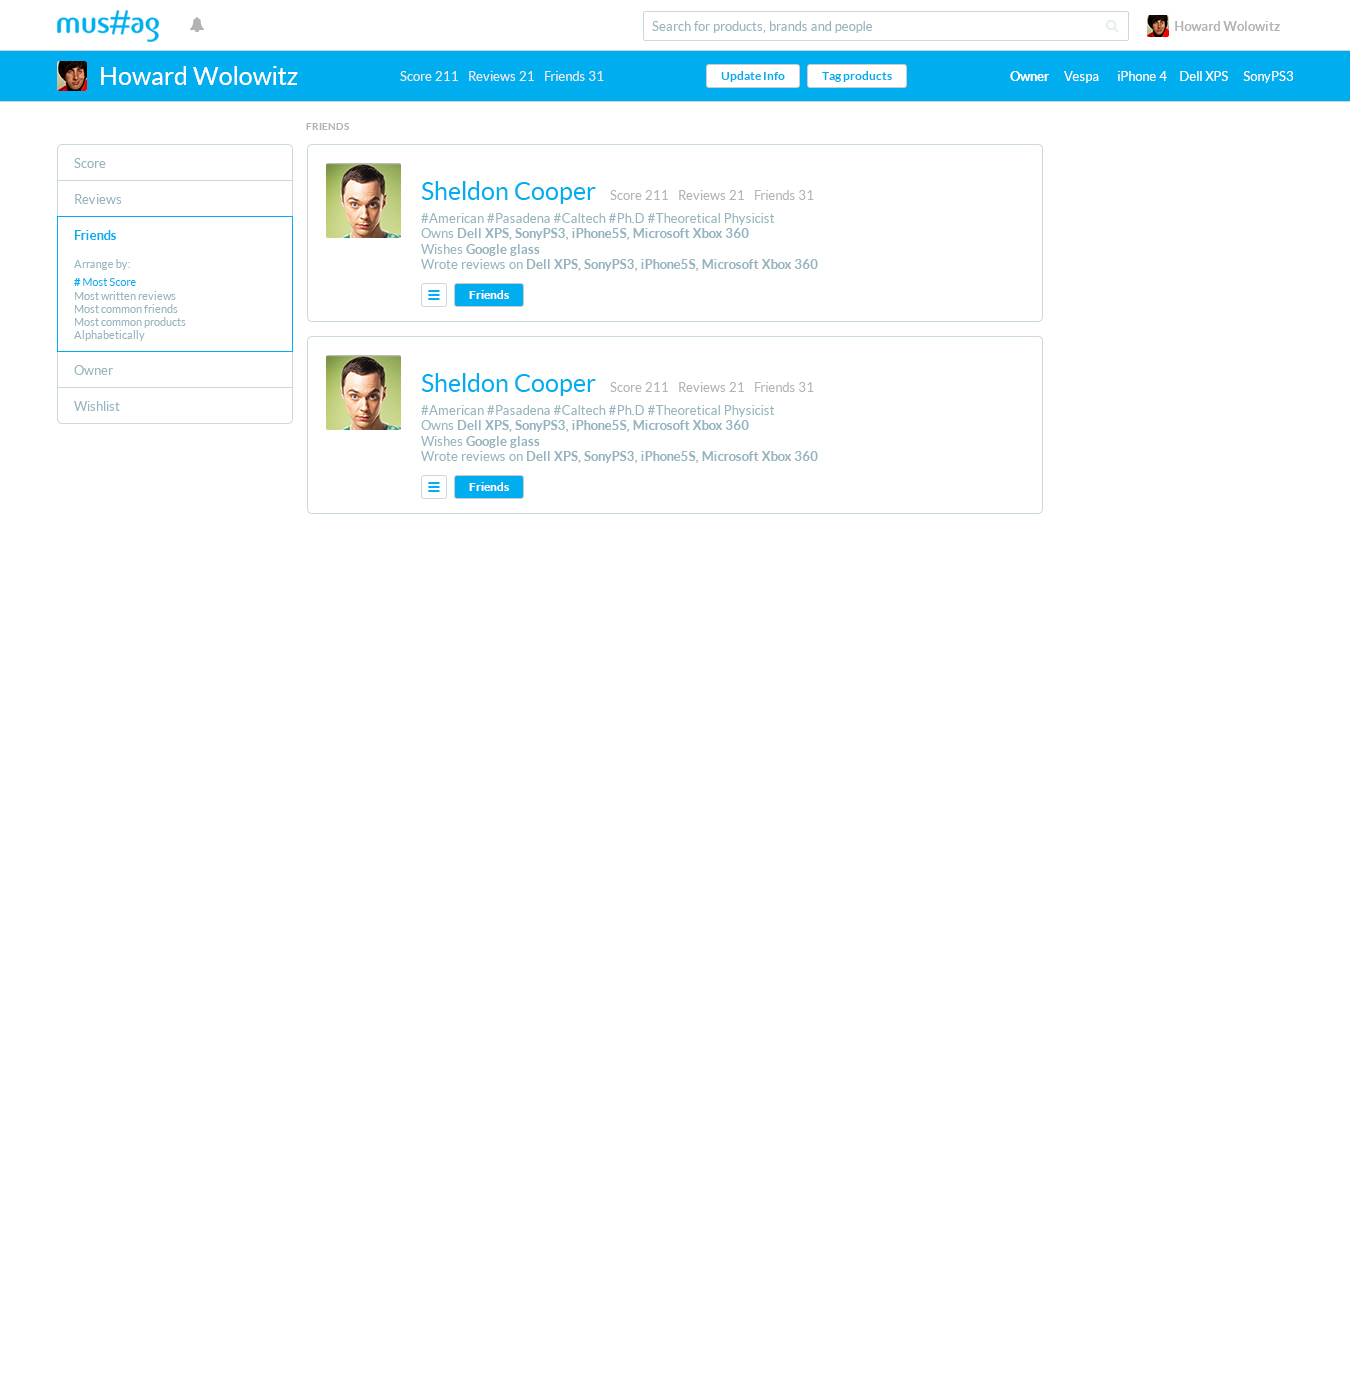 mus#ag
Search for products, brands and people
Howard Wolowitz
Howard Wolowitz
Score 211 Reviews 21 Friends 31
Update Info
Tag products
Owner Vespa iPhone 4 Dell XPS SonyPS3
FRIENDS
Score
Reviews
Friends
Arrange by:
# Most Score
Most written reviews
Most common friends
Most common products
Alphabetically
Owner
Wishlist
Sheldon Cooper Score 211 Reviews 21 Friends 31
#American #Pasadena #Caltech #Ph.D #Theoretical Physicist
Owns Dell XPS, SonyPS3, iPhone5S, Microsoft Xbox 360
Wishes Google glass
Wrote reviews on Dell XPS, SonyPS3, iPhone5S, Microsoft Xbox 360
Friends
Sheldon Cooper Score 211 Reviews 21 Friends 31
#American #Pasadena #Caltech #Ph.D #Theoretical Physicist
Owns Dell XPS, SonyPS3, iPhone5S, Microsoft Xbox 360
Wishes Google glass
Wrote reviews on Dell XPS, SonyPS3, iPhone5S, Microsoft Xbox 360
Friends